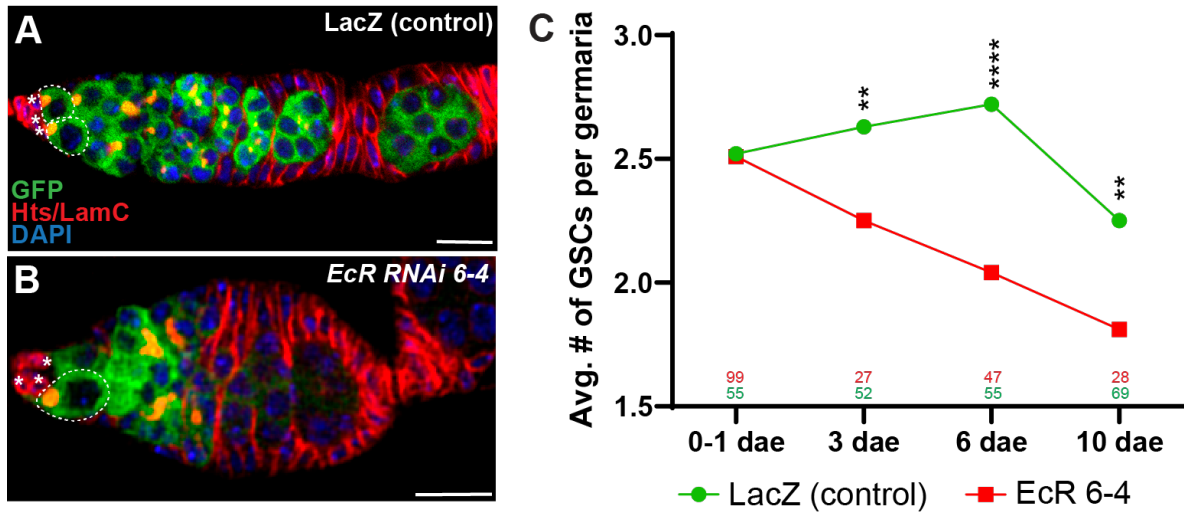 A
LacZ (control)
*
*
*
GFP
Hts/LamC
DAPI
B
EcR RNAi 6-4
*
*
*
C
Avg. # of GSCs per germaria
3.0
2.5
2.0
1.5
**
****
**
99 27 47 28
55 52 55 69
0-1 dae 3 dae 6 dae 10 dae
LacZ (control) EcR 6-4